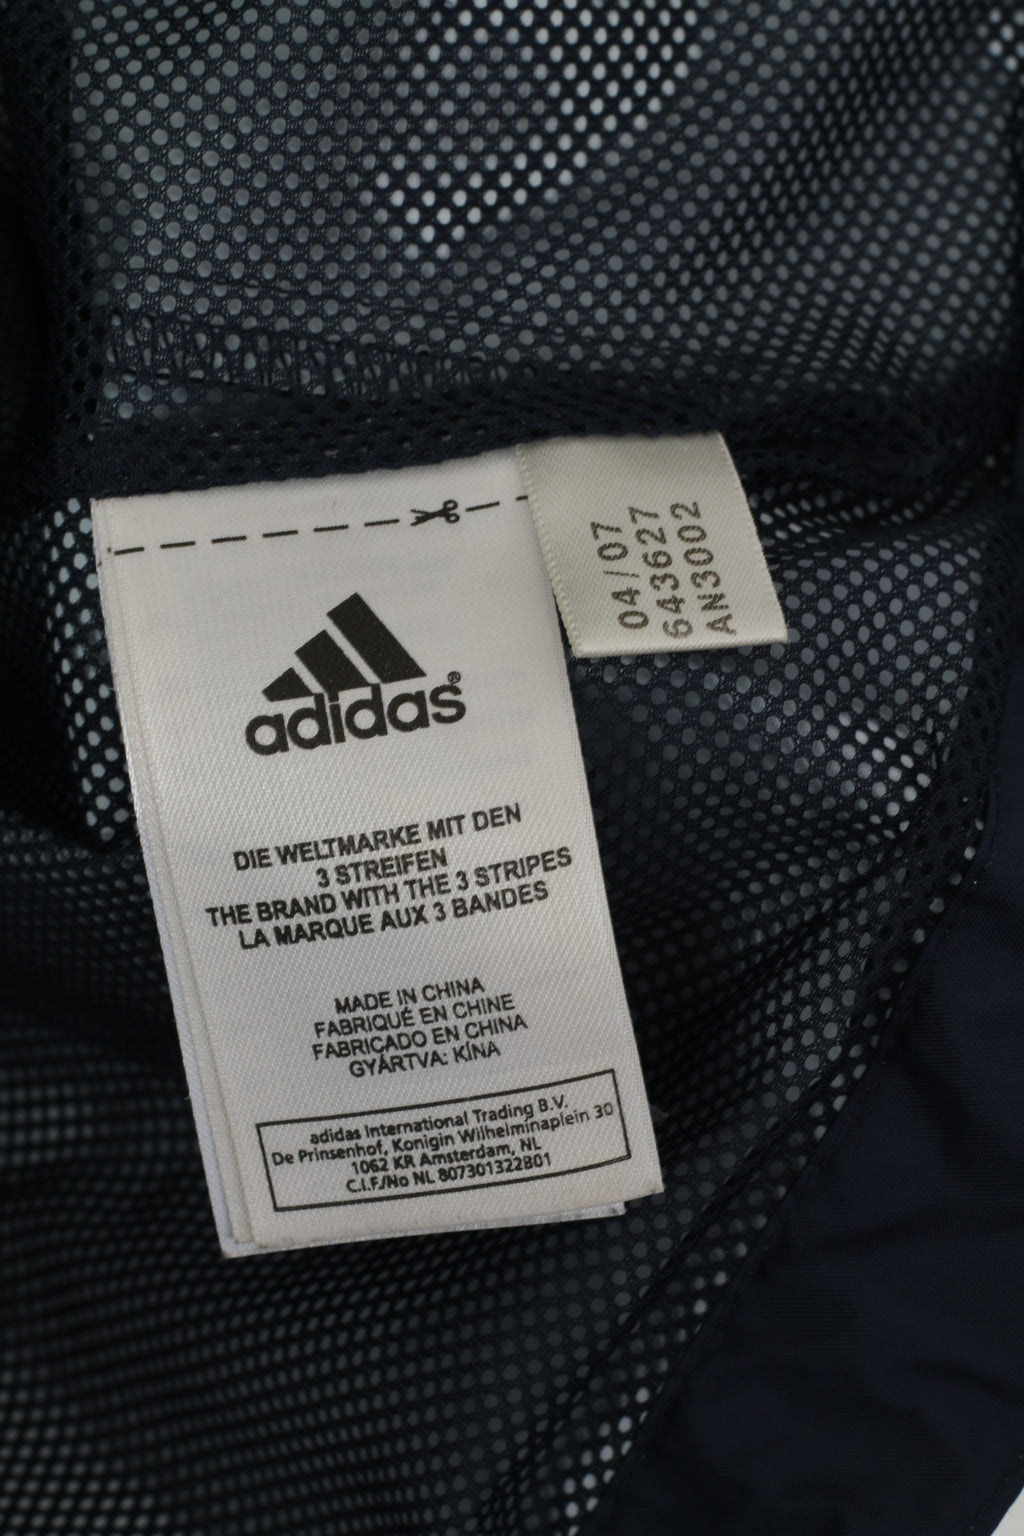 04/07
643627
AN3002
adidas®
DIE WELTMARKE MIT DEN
3 STREIFEN
THE BRAND WITH THE 3 STRIPES
LA MARQUE AUX 3 BANDES
MADE IN CHINA
FABRIQUÉ EN CHINE
FABRICADO EN CHINA
GYÁRTVA: KÍNA
adidas International Trading B.V.
De Prinsenhof, Konigin Wilhelminaplein 30
1062 KR Amsterdam, NL
C.I.F./No NL 807301322B01